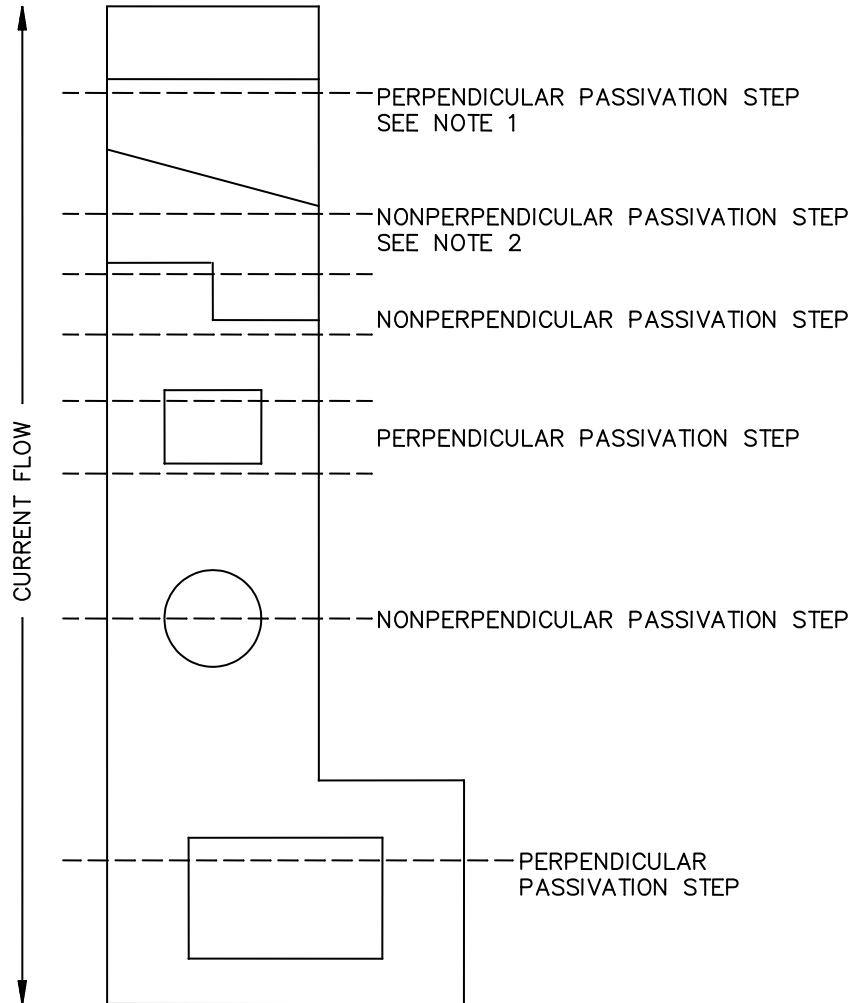 PERPENDICULAR PASSIVATION STEP
SEE NOTE 1
NONPERPENDICULAR PASSIVATION STEP
SEE NOTE 2
NONPERPENDICULAR PASSIVATION STEP
PERPENDICULAR PASSIVATION STEP
CURRENT FLOW
NONPERPENDICULAR PASSIVATION STEP
PERPENDICULAR
PASSIVATION STEP